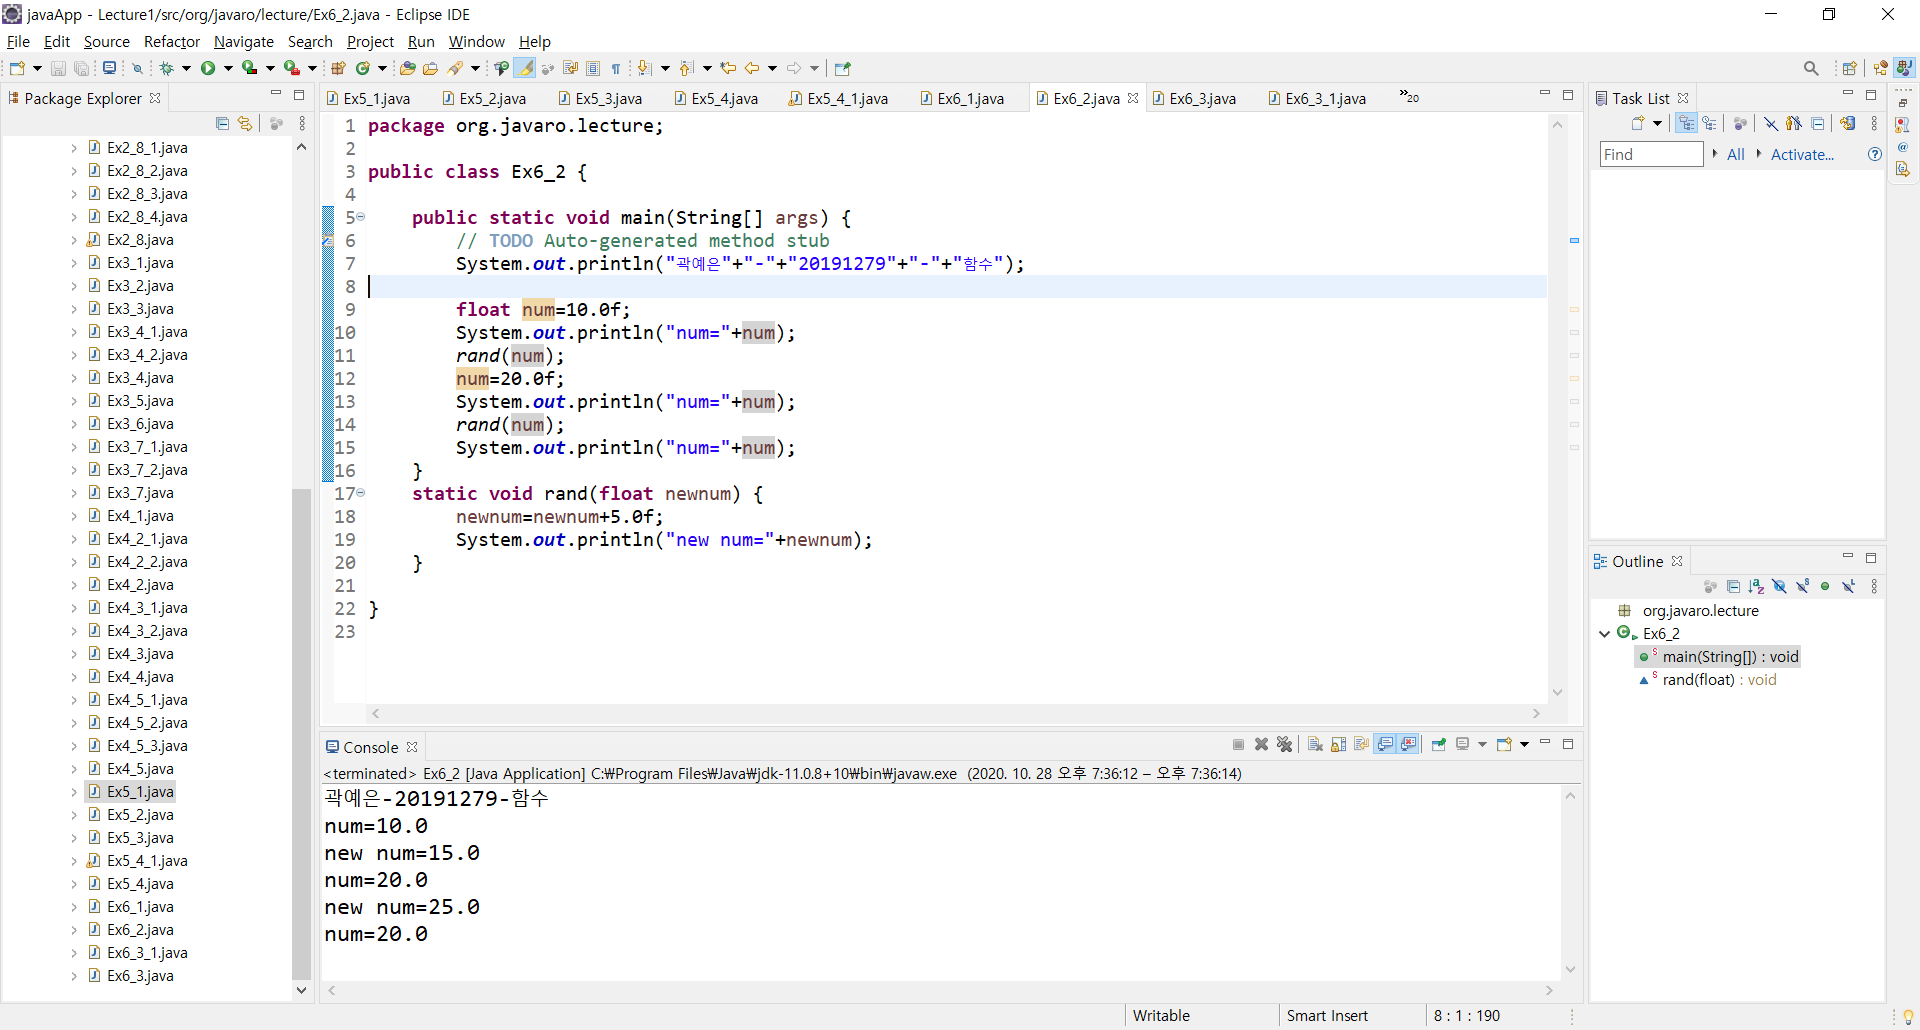 javaApp - Lecture1/src/org/javaro/lecture/Ex6_2.java - Eclipse IDE
File Edit Source Refactor Navigate Search Project Run Window Help
Package Explorer
Ex2_8_1.java
Ex2_8_2.java
Ex2_8_3.java
Ex2_8_4.java
Ex2_8.java
Ex3_1.java
Ex3_2.java
Ex3_3.java
Ex3_4_1.java
Ex3_4_2.java
Ex3_4.java
Ex3_5.java
Ex3_6.java
Ex3_7_1.java
Ex3_7_2.java
Ex3_7.java
Ex4_1.java
Ex4_2_1.java
Ex4_2_2.java
Ex4_2.java
Ex4_3_1.java
Ex4_3_2.java
Ex4_3.java
Ex4_4.java
Ex4_5_1.java
Ex4_5_2.java
Ex4_5_3.java
Ex4_5.java
Ex5_1.java
Ex5_2.java
Ex5_3.java
Ex5_4_1.java
Ex5_4.java
Ex6_1.java
Ex6_2.java
Ex6_3_1.java
Ex6_3.java
Ex5_1.java Ex5_2.java Ex5_3.java Ex5_4.java Ex5_4_1.java Ex6_1.java Ex6_2.java Ex6_3.java Ex6_3_1.java »20
1 package org.javaro.lecture;
2
3 public class Ex6_2 {
4
5 public static void main(String[] args) {
6 // TODO Auto-generated method stub
7 System.out.println("곽예은"+"-"+"20191279"+"-"+"함수");
8
9 float num=10.0f;
10 System.out.println("num="+num);
11 rand(num);
12 num=20.0f;
13 System.out.println("num="+num);
14 rand(num);
15 System.out.println("num="+num);
16 }
17 static void rand(float newnum) {
18 newnum=newnum+5.0f;
19 System.out.println("new num="+newnum);
20 }
21
22 }
23
Console
<terminated> Ex6_2 [Java Application] C:₩Program Files₩Java₩jdk-11.0.8+10₩bin₩javaw.exe (2020. 10. 28 오후 7:36:12 – 오후 7:36:14)
곽예은-20191279-함수
num=10.0
new num=15.0
num=20.0
new num=25.0
num=20.0
Task List
Find All Activate...
Outline
org.javaro.lecture
Ex6_2
main(String[]) : void
rand(float) : void
Writable Smart Insert 8 : 1 : 190